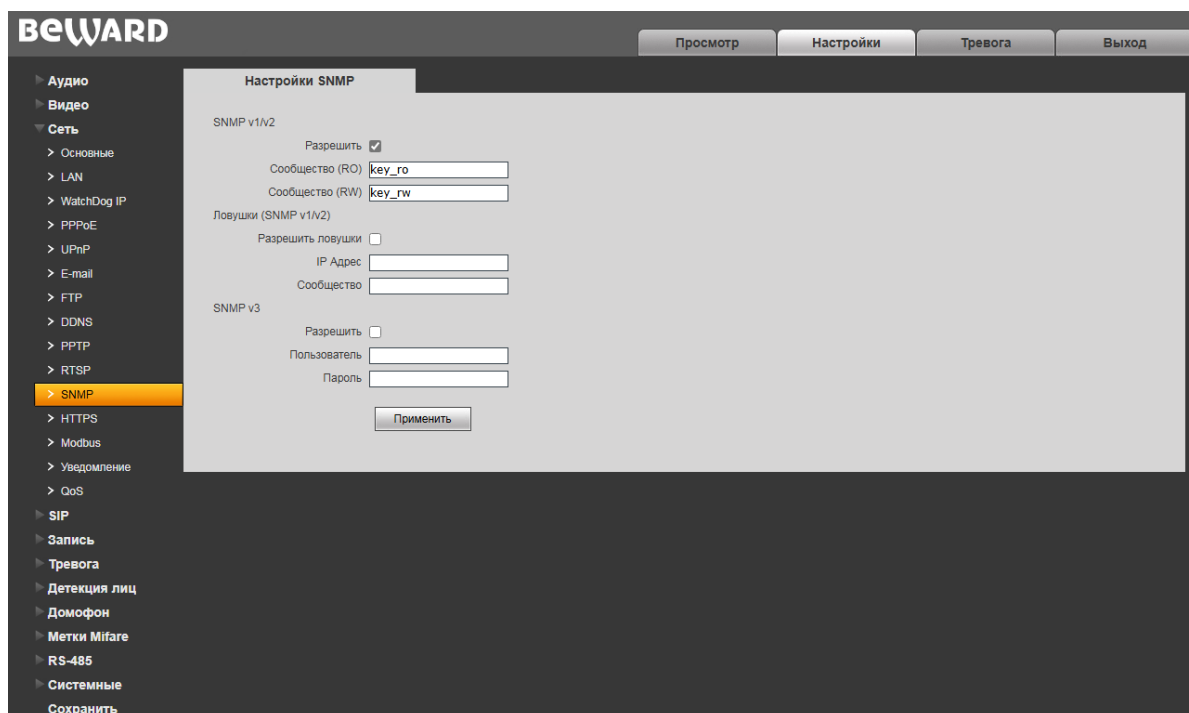 BEWARD
Просмотр
Настройки
Тревога
Выход
Аудио
Видео
Сеть
Основные
LAN
WatchDog IP
PPPoE
UPnP
E-mail
FTP
DDNS
PPTP
RTSP
SNMP
HTTPS
Modbus
Уведомление
QoS
SIP
Запись
Тревога
Детекция лиц
Домофон
Метки Mifare
RS-485
Системные
Сохранить
Настройки SNMP
SNMP v1/v2
Разрешить
Сообщество (RO) key_ro
Сообщество (RW) key_rw
Ловушки (SNMP v1/v2)
Разрешить ловушки
IP Адрес
Сообщество
SNMP v3
Разрешить
Пользователь
Пароль
Применить